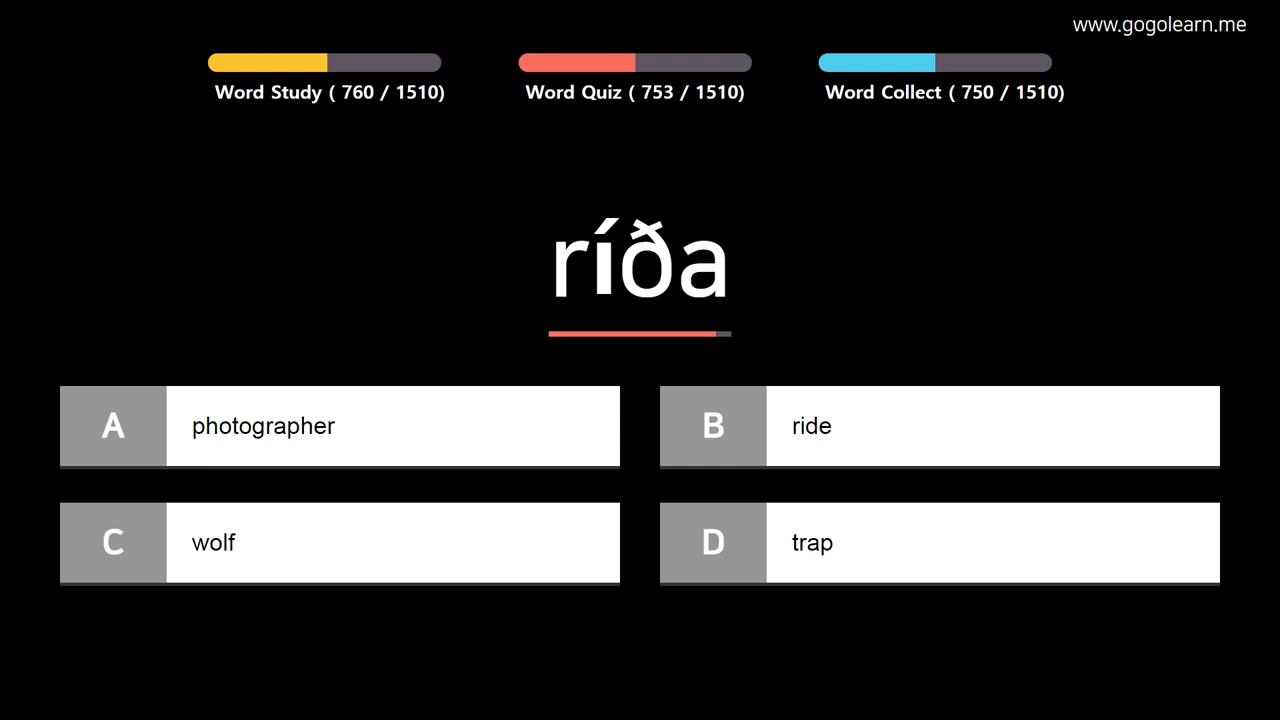 www.gogolearn.me
Word Study ( 760 / 1510)
Word Quiz ( 753 / 1510)
Word Collect ( 750 / 1510)
ríða
A photographer
B ride
C wolf
D trap